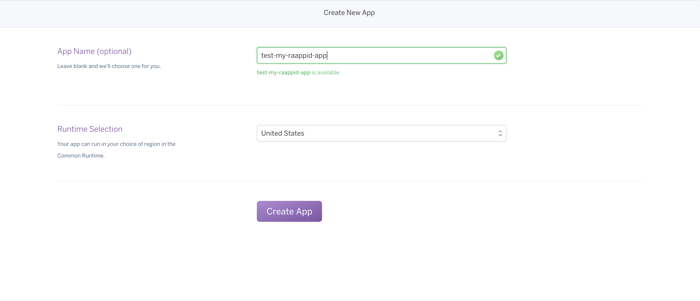 Create New App
App Name (optional)
Leave blank and we'll choose one for you.
test-my-raappid-app
test-my-raappid-app is available
Runtime Selection
Your app can run in your choice of region in the
Common Runtime.
United States
Create App